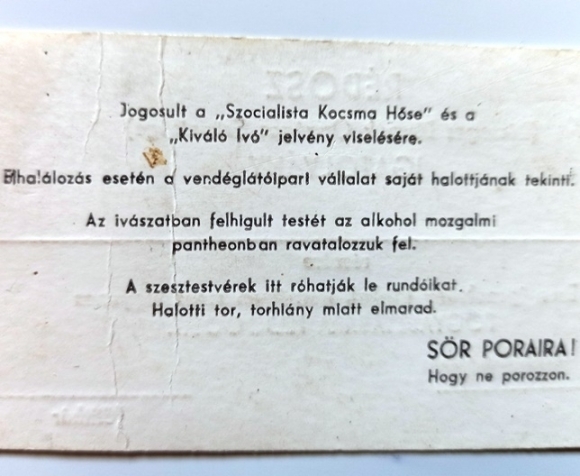 Jogosult a „Szocialista Kocsma Hőse" és a
„Kiváló Ivó" jelvény viselésére.
Elhalálozás esetén a vendéglátóipari vállalat saját halottjának tekinti.
Az ivászatban felhigult testét az alkohol mozgalmi
pantheonban ravatalozzuk fel.
A szesztestvérek itt róhatják le rundóikat.
Halotti tor, torhiány miatt elmarad.
SÖR PORAIRA!
Hogy ne porozzon.